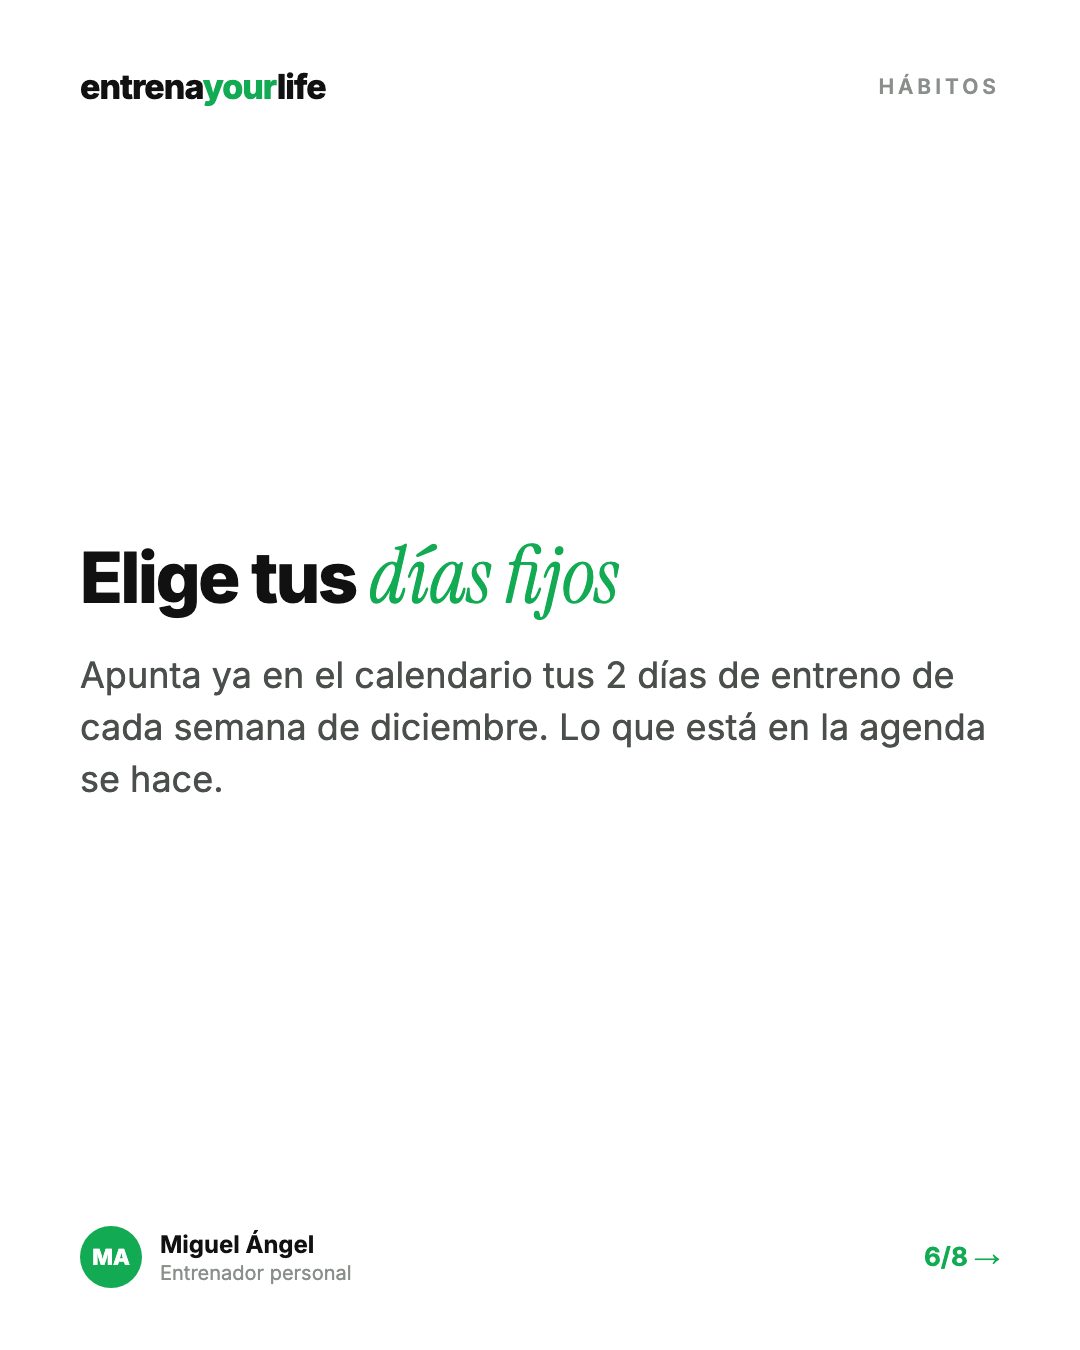 entrenayourlife
HÁBITOS
Elige tus días fijos
Apunta ya en el calendario tus 2 días de entreno de
cada semana de diciembre. Lo que está en la agenda
se hace.
MA
Miguel Ángel
Entrenador personal
6/8 →